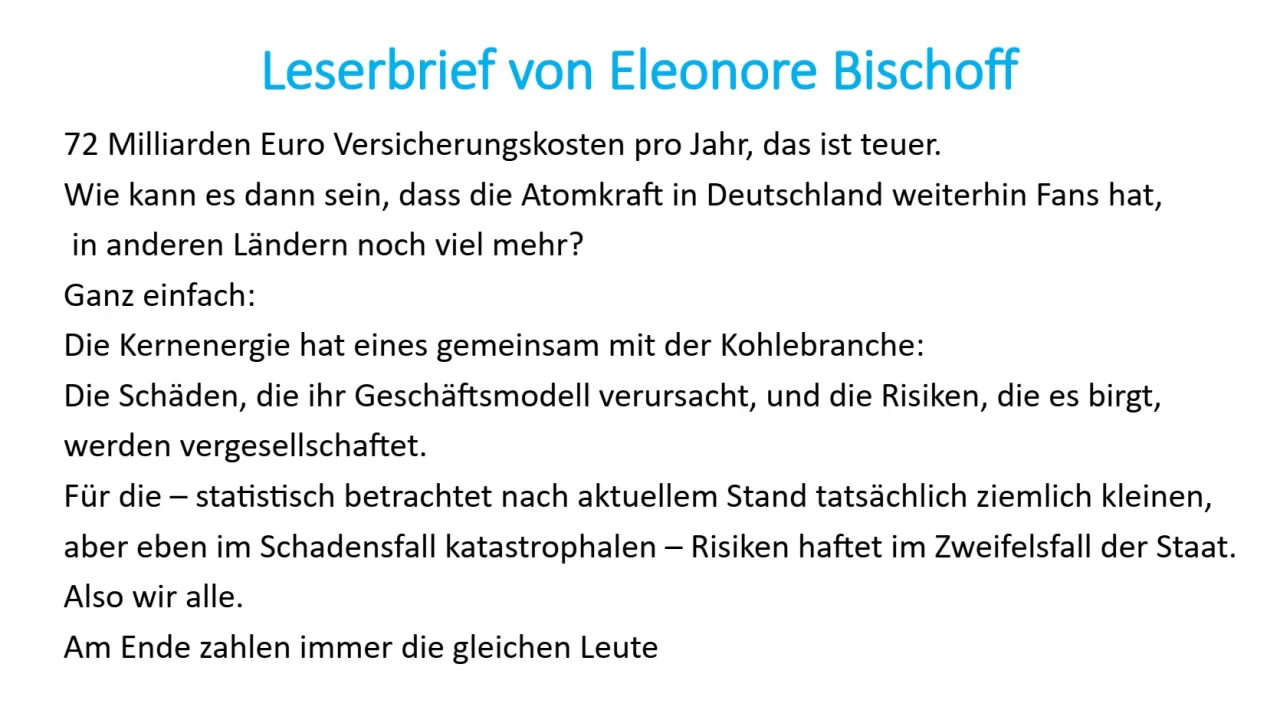 Leserbrief von Eleonore Bischoff
72 Milliarden Euro Versicherungskosten pro Jahr, das ist teuer.
Wie kann es dann sein, dass die Atomkraft in Deutschland weiterhin Fans hat,
in anderen Ländern noch viel mehr?
Ganz einfach:
Die Kernenergie hat eines gemeinsam mit der Kohlebranche:
Die Schäden, die ihr Geschäftsmodell verursacht, und die Risiken, die es birgt,
werden vergesellschaftet.
Für die – statistisch betrachtet nach aktuellem Stand tatsächlich ziemlich kleinen,
aber eben im Schadensfall katastrophalen – Risiken haftet im Zweifelsfall der Staat.
Also wir alle.
Am Ende zahlen immer die gleichen Leute